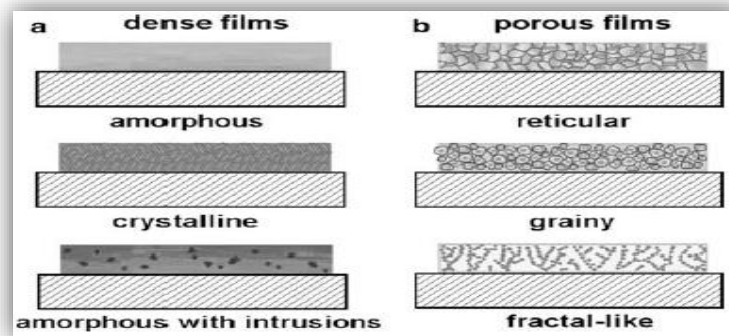 a dense films
amorphous
crystalline
amorphous with intrusions
b porous films
reticular
grainy
fractal-like